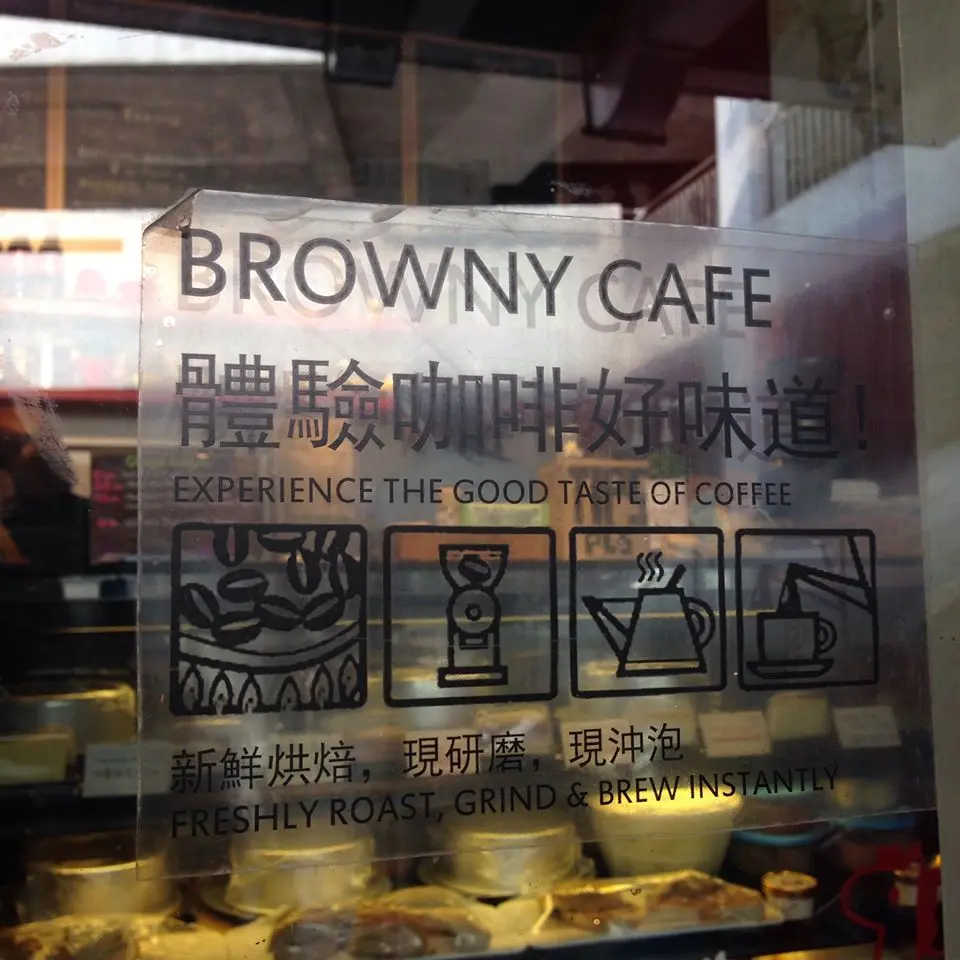 BROWNY CAFE
體驗咖啡好味道!
EXPERIENCE THE GOOD TASTE OF COFFEE
新鮮烘焙，現研磨，現沖泡
FRESHLY ROAST, GRIND & BREW INSTANTLY